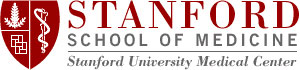 STANFORD
SCHOOL OF MEDICINE
Stanford University Medical Center